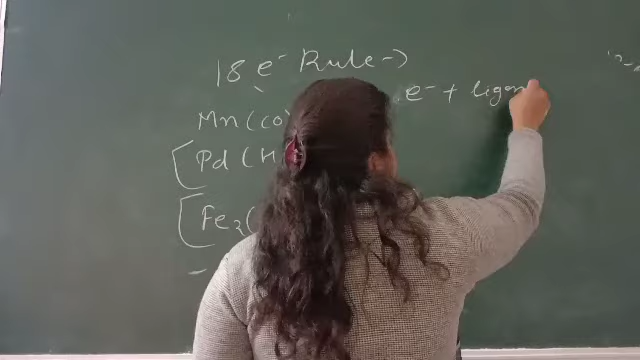 18 e⁻ Rule →
e⁻ + ligan
Mn(CO)
[Pd (H
[Fe₂(